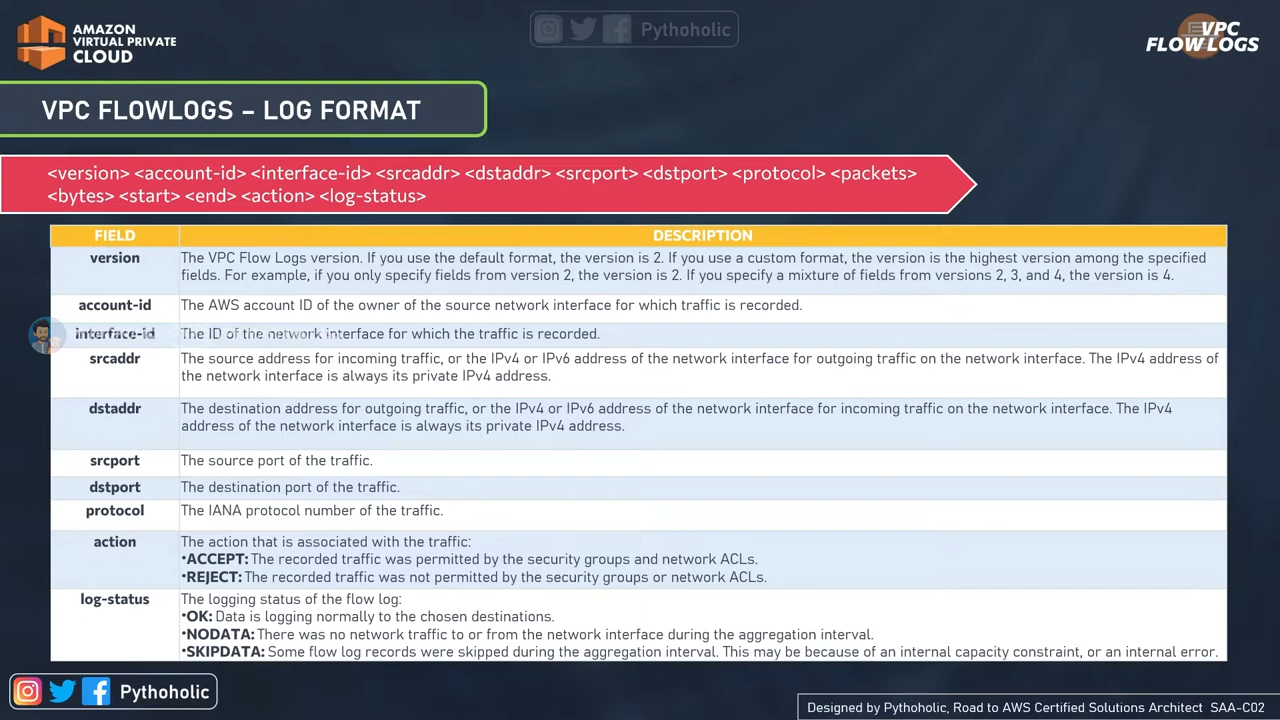 AMAZON
VIRTUAL PRIVATE
CLOUD
Pythoholic
VPC
FLOW LOGS
VPC FLOWLOGS – LOG FORMAT
<version> <account-id> <interface-id> <srcaddr> <dstaddr> <srcport> <dstport> <protocol> <packets>
<bytes> <start> <end> <action> <log-status>
FIELD DESCRIPTION
version The VPC Flow Logs version. If you use the default format, the version is 2. If you use a custom format, the version is the highest version among the specified
fields. For example, if you only specify fields from version 2, the version is 2. If you specify a mixture of fields from versions 2, 3, and 4, the version is 4.
account-id The AWS account ID of the owner of the source network interface for which traffic is recorded.
interface-id The ID of the network interface for which the traffic is recorded.
srcaddr The source address for incoming traffic, or the IPv4 or IPv6 address of the network interface for outgoing traffic on the network interface. The IPv4 address of
the network interface is always its private IPv4 address.
dstaddr The destination address for outgoing traffic, or the IPv4 or IPv6 address of the network interface for incoming traffic on the network interface. The IPv4
address of the network interface is always its private IPv4 address.
srcport The source port of the traffic.
dstport The destination port of the traffic.
protocol The IANA protocol number of the traffic.
action The action that is associated with the traffic:
•ACCEPT: The recorded traffic was permitted by the security groups and network ACLs.
•REJECT: The recorded traffic was not permitted by the security groups or network ACLs.
log-status The logging status of the flow log:
•OK: Data is logging normally to the chosen destinations.
•NODATA: There was no network traffic to or from the network interface during the aggregation interval.
•SKIPDATA: Some flow log records were skipped during the aggregation interval. This may be because of an internal capacity constraint, or an internal error.
Pythoholic
Designed by Pythoholic, Road to AWS Certified Solutions Architect SAA-C02